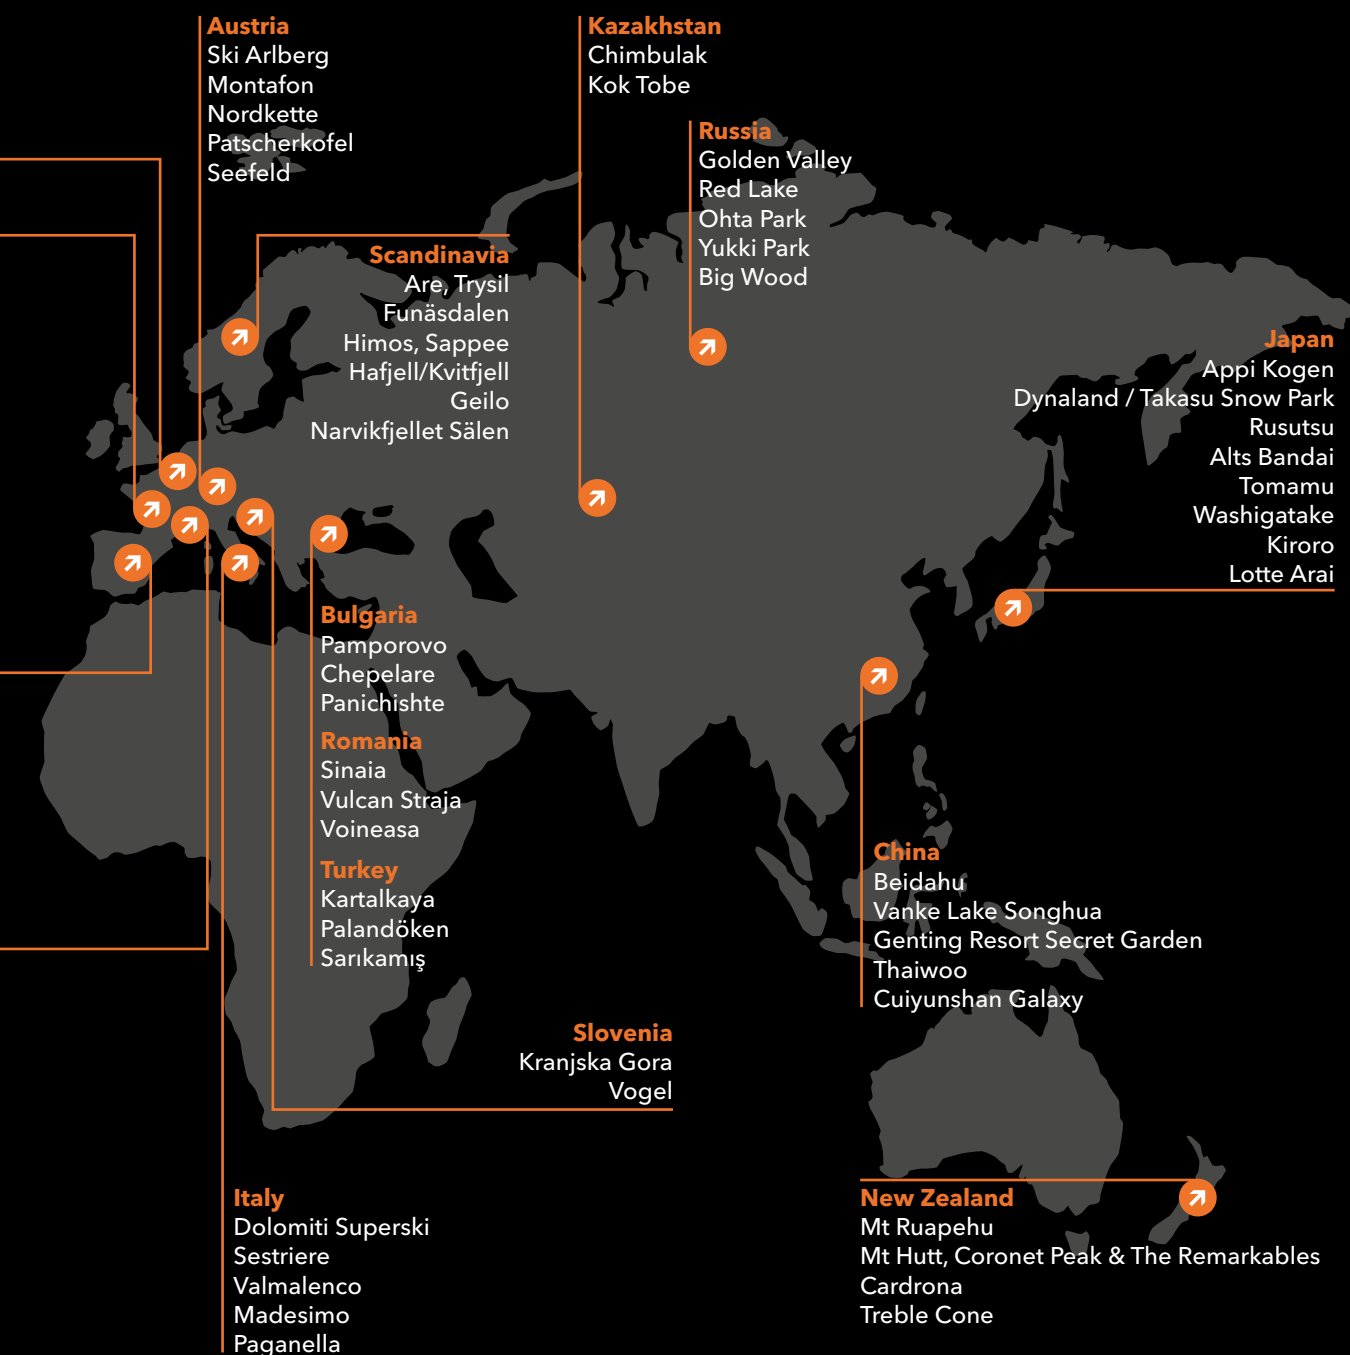 Austria
Ski Arlberg
Montafon
Nordkette
Patscherkofel
Seefeld
Kazakhstan
Chimbulak
Kok Tobe
Russia
Golden Valley
Red Lake
Ohta Park
Yukki Park
Big Wood
Scandinavia
Are, Trysil
Funäsdalen
Himos, Sappee
Hafjell/Kvitfjell
Geilo
Narvikfjellet Sälen
Japan
Appi Kogen
Dynaland / Takasu Snow Park
Rusutsu
Alts Bandai
Tomamu
Washigatake
Kiroro
Lotte Arai
Bulgaria
Pamporovo
Chepelare
Panichishte
Romania
Sinaia
Vulcan Straja
Voineasa
Turkey
Kartalkaya
Palandöken
Sarıkamış
China
Beidahu
Vanke Lake Songhua
Genting Resort Secret Garden
Thaiwoo
Cuiyunshan Galaxy
Slovenia
Kranjska Gora
Vogel
Italy
Dolomiti Superski
Sestriere
Valmalenco
Madesimo
Paganella
New Zealand
Mt Ruapehu
Mt Hutt, Coronet Peak & The Remarkables
Cardrona
Treble Cone